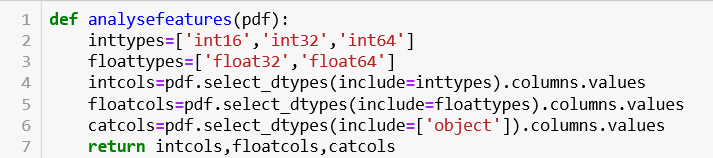 1 def analysefeatures(pdf):
2     inttypes=['int16','int32','int64']
3     floattypes=['float32','float64']
4     intcols=pdf.select_dtypes(include=inttypes).columns.values
5     floatcols=pdf.select_dtypes(include=floattypes).columns.values
6     catcols=pdf.select_dtypes(include=['object']).columns.values
7     return intcols,floatcols,catcols